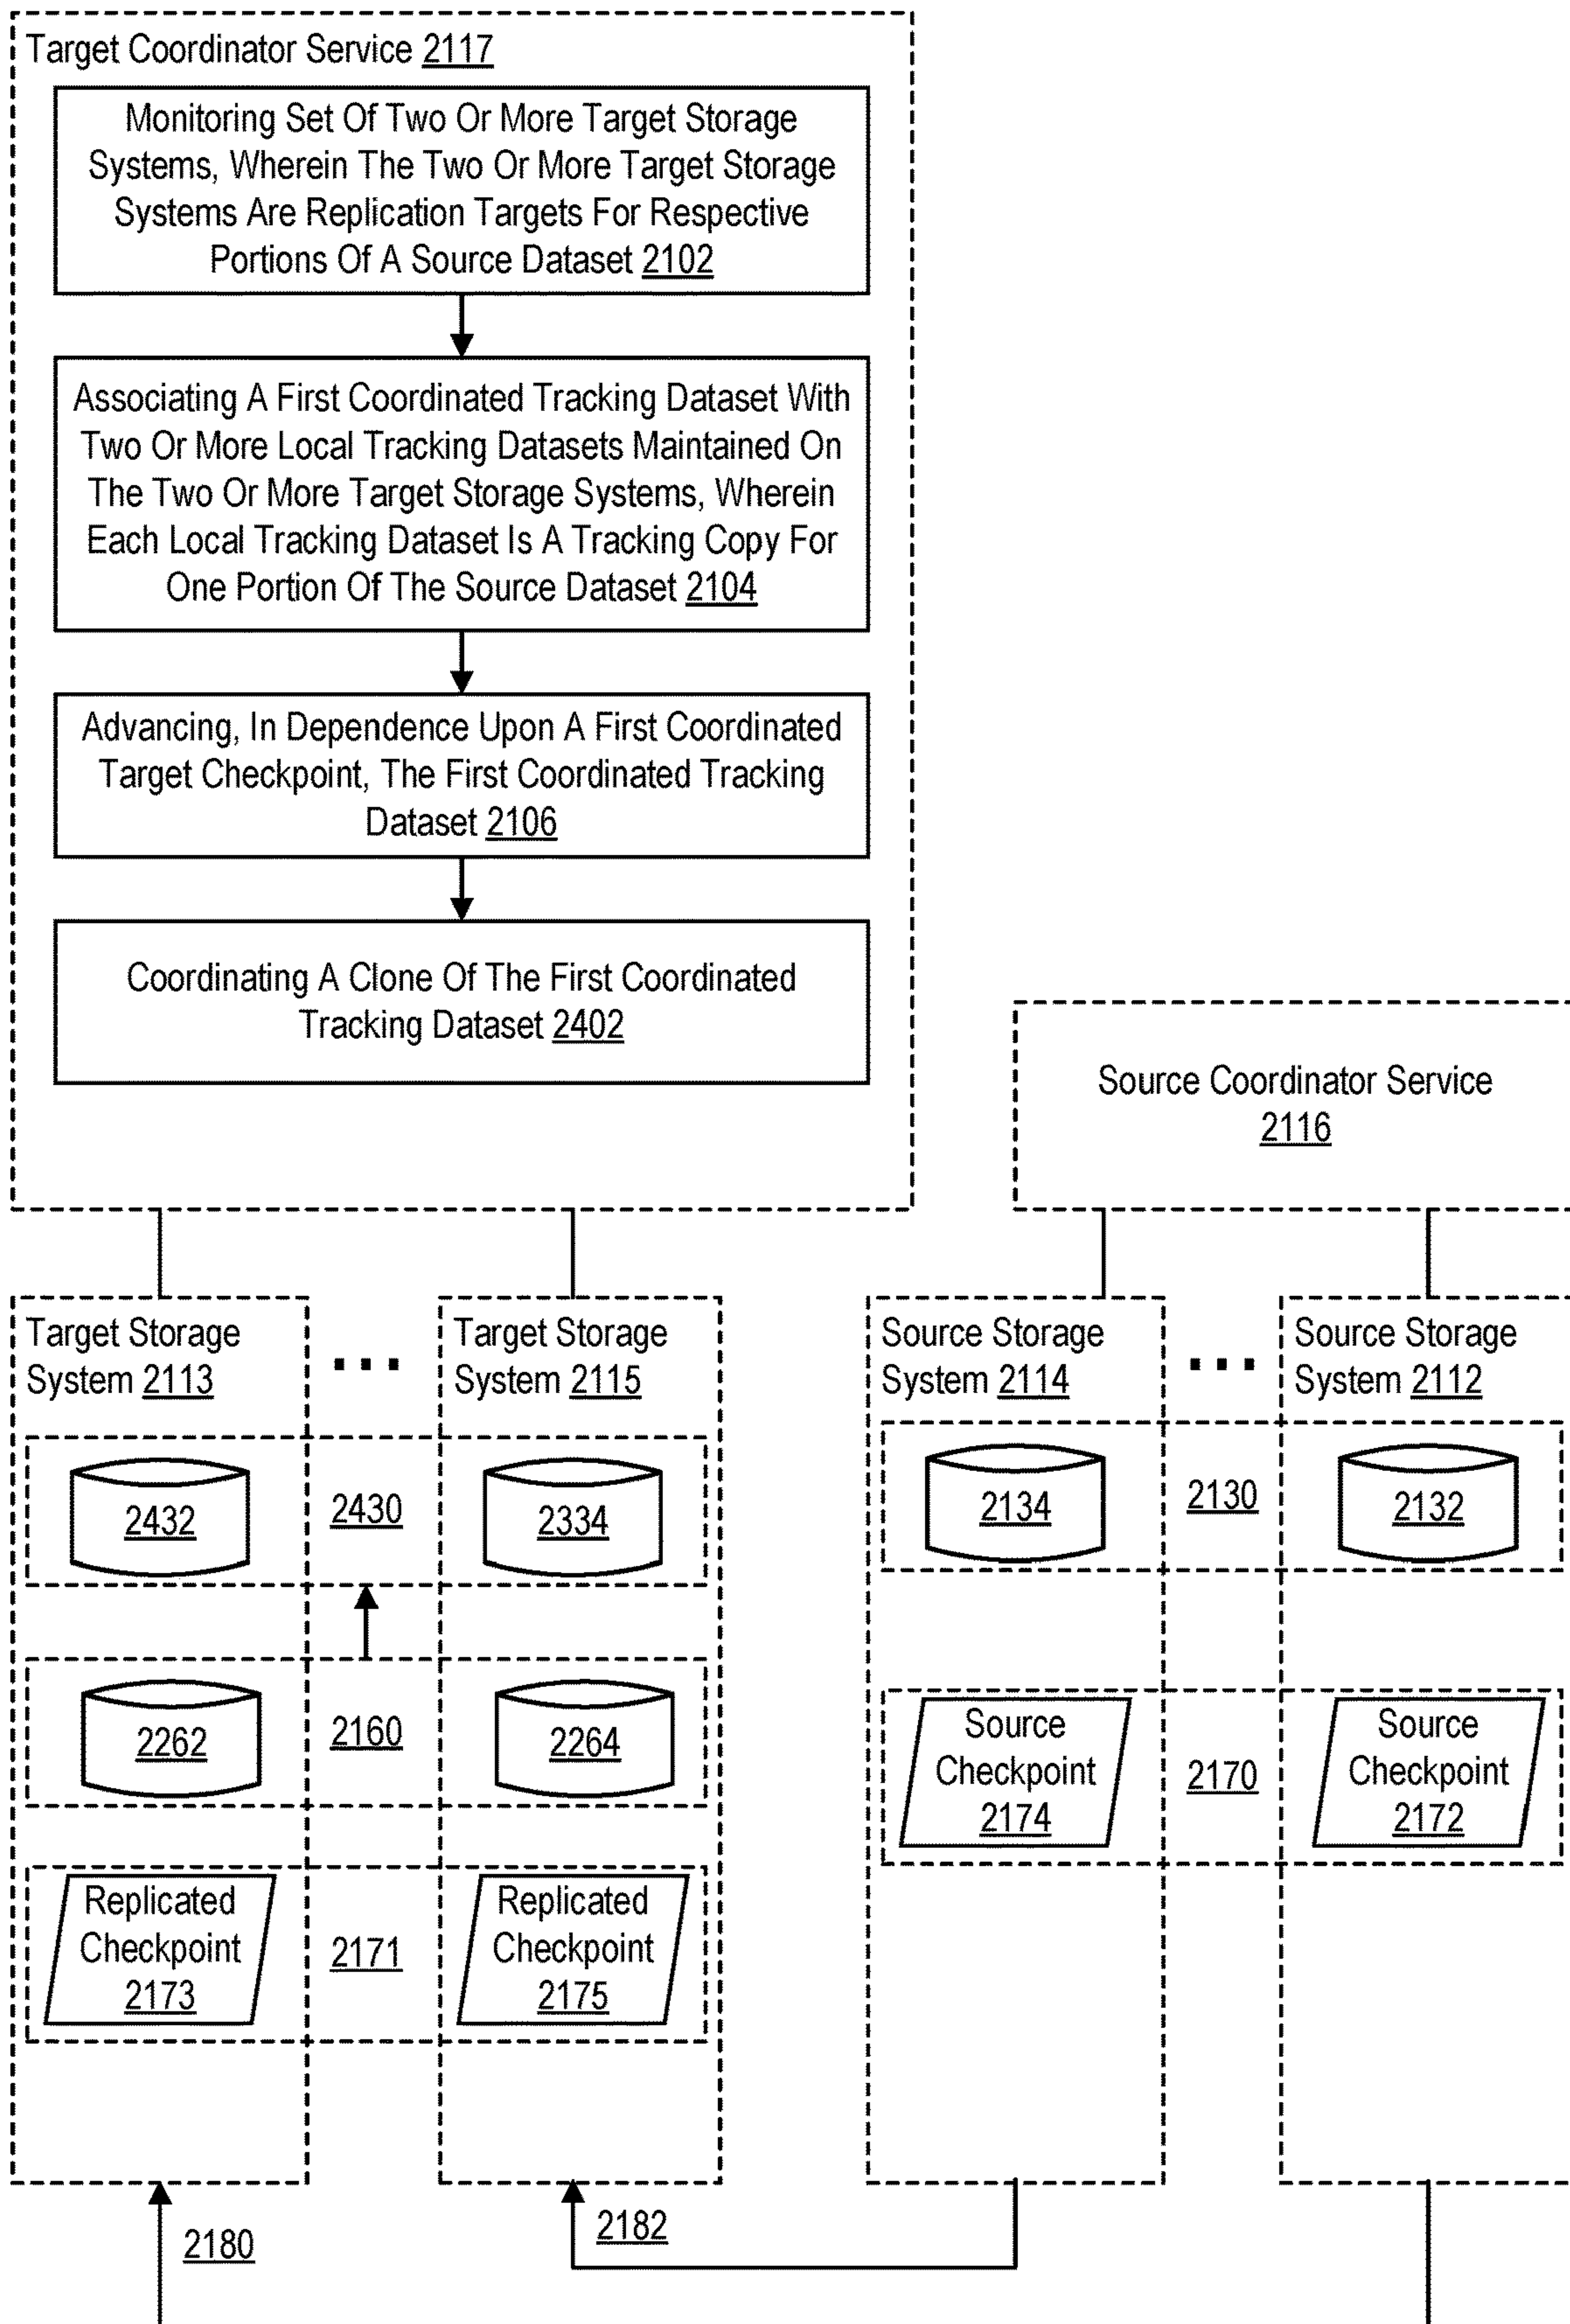 Target Coordinator Service 2117
Monitoring Set Of Two Or More Target Storage
Systems, Wherein The Two Or More Target Storage
Systems Are Replication Targets For Respective
Portions Of A Source Dataset 2102
Associating A First Coordinated Tracking Dataset With
Two Or More Local Tracking Datasets Maintained On
The Two Or More Target Storage Systems, Wherein
Each Local Tracking Dataset Is A Tracking Copy For
One Portion Of The Source Dataset 2104
Advancing, In Dependence Upon A First Coordinated
Target Checkpoint, The First Coordinated Tracking
Dataset 2106
Coordinating A Clone Of The First Coordinated
Tracking Dataset 2402
Source Coordinator Service
2116
Target Storage
System 2113
Target Storage
System 2115
Source Storage
System 2114
Source Storage
System 2112
2432
2430
2334
2134
2130
2132
2262
2160
2264
Source
Checkpoint
2174
2170
Source
Checkpoint
2172
Replicated
Checkpoint
2173
2171
Replicated
Checkpoint
2175
2180
2182